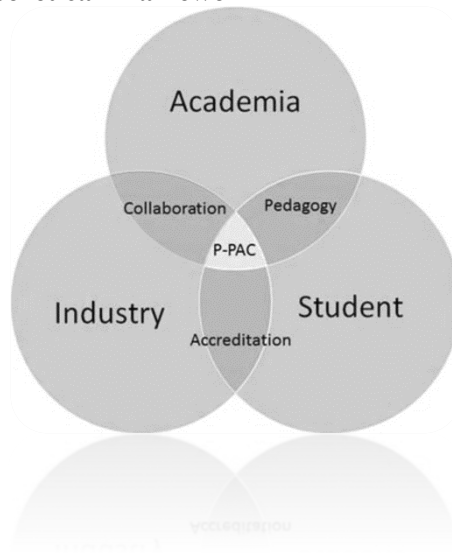 Academia
Collaboration
Pedagogy
P-PAC
Industry
Student
Accreditation